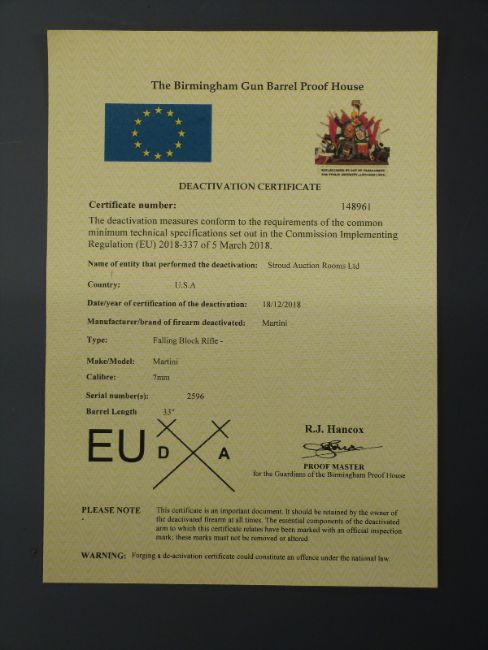 The Birmingham Gun Barrel Proof House
DEACTIVATION CERTIFICATE
Certificate number: 148961
The deactivation measures conform to the requirements of the common
minimum technical specifications set out in the Commission Implementing
Regulation (EU) 2018-337 of 5 March 2018.
Name of entity that performed the deactivation: Stroud Auction Rooms Ltd
Country: U.S.A
Date/year of certification of the deactivation: 18/12/2018
Manufacturer/brand of firearm deactivated: Martini
Type: Falling Block Rifle -
Make/Model: Martini
Calibre: 7mm
Serial number(s): 2596
Barrel Length 33"
EU D A
R.J. Hancox
PROOF MASTER
for the Guardians of the Birmingham Proof House
PLEASE NOTE This certificate is an important document. It should be retained by the owner of
the deactivated firearm at all times. The essential components of the deactivated
arm to which this certificate relates have been marked with an official inspection
mark; these marks must not be removed or altered.
WARNING: Forging a de-activation certificate could constitute an offence under the national law